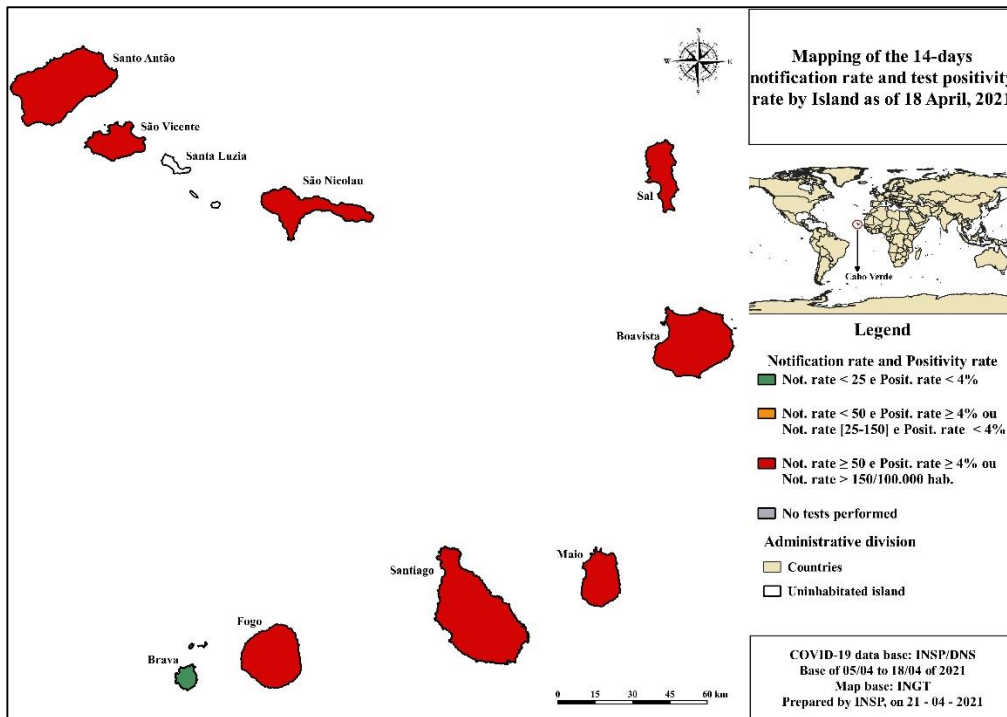 Mapping of the 14-days
notification rate and test positivity
rate by Island as of 18 April, 2021
N
W
E
S
Santo Antão
São Vicente
Santa Luzia
São Nicolau
Sal
Boavista
Maio
Santiago
Fogo
Brava
Cabo Verde
Legend
Notification rate and Positivity rate
Not. rate < 25 e Posit. rate < 4%
Not. rate < 50 e Posit. rate ≥ 4% ou
Not. rate [25-150] e Posit. rate < 4%
Not. rate ≥ 50 e Posit. rate ≥ 4% ou
Not. rate > 150/100.000 hab.
No tests performed
Administrative division
Countries
Uninhabitated island
0 15 30 45 60 km
COVID-19 data base: INSP/DNS
Base of 05/04 to 18/04 of 2021
Map base: INGT
Prepared by INSP, on 21 - 04 - 2021